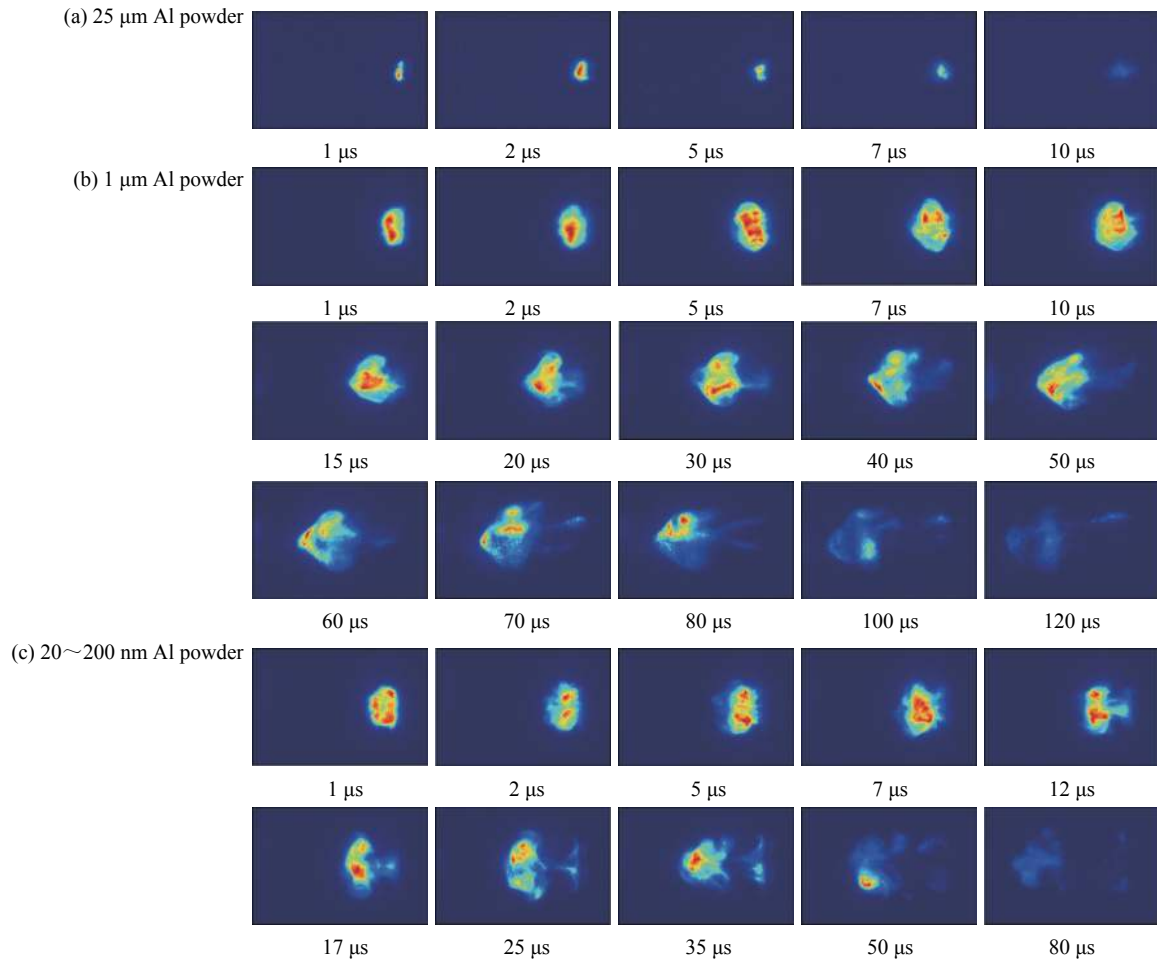 (a) 25 μm Al powder
1 μs 2 μs 5 μs 7 μs 10 μs
(b) 1 μm Al powder
1 μs 2 μs 5 μs 7 μs 10 μs
15 μs 20 μs 30 μs 40 μs 50 μs
60 μs 70 μs 80 μs 100 μs 120 μs
(c) 20～200 nm Al powder
1 μs 2 μs 5 μs 7 μs 12 μs
17 μs 25 μs 35 μs 50 μs 80 μs